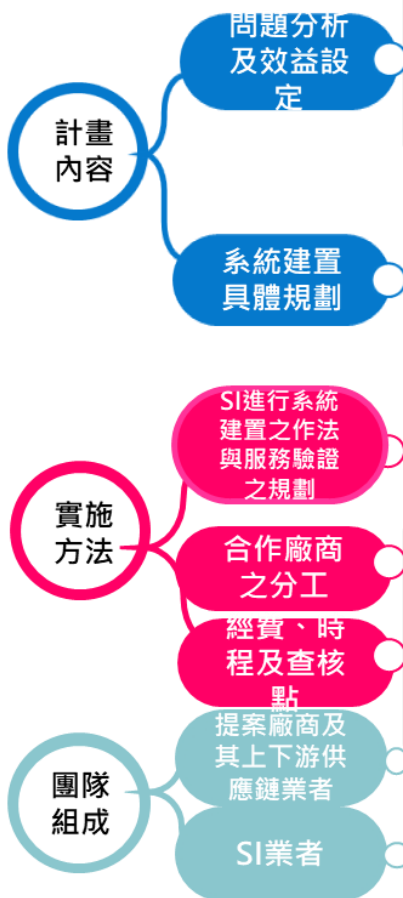 計畫
內容
問題分析
及效益設
定
系統建置
具體規劃
實施
方法
SI進行系統
建置之作法
與服務驗證
之規劃
合作廠商
之分工
經費、時
程及查核
點
團隊
組成
提案廠商及
其上下游供
應鏈業者
SI業者